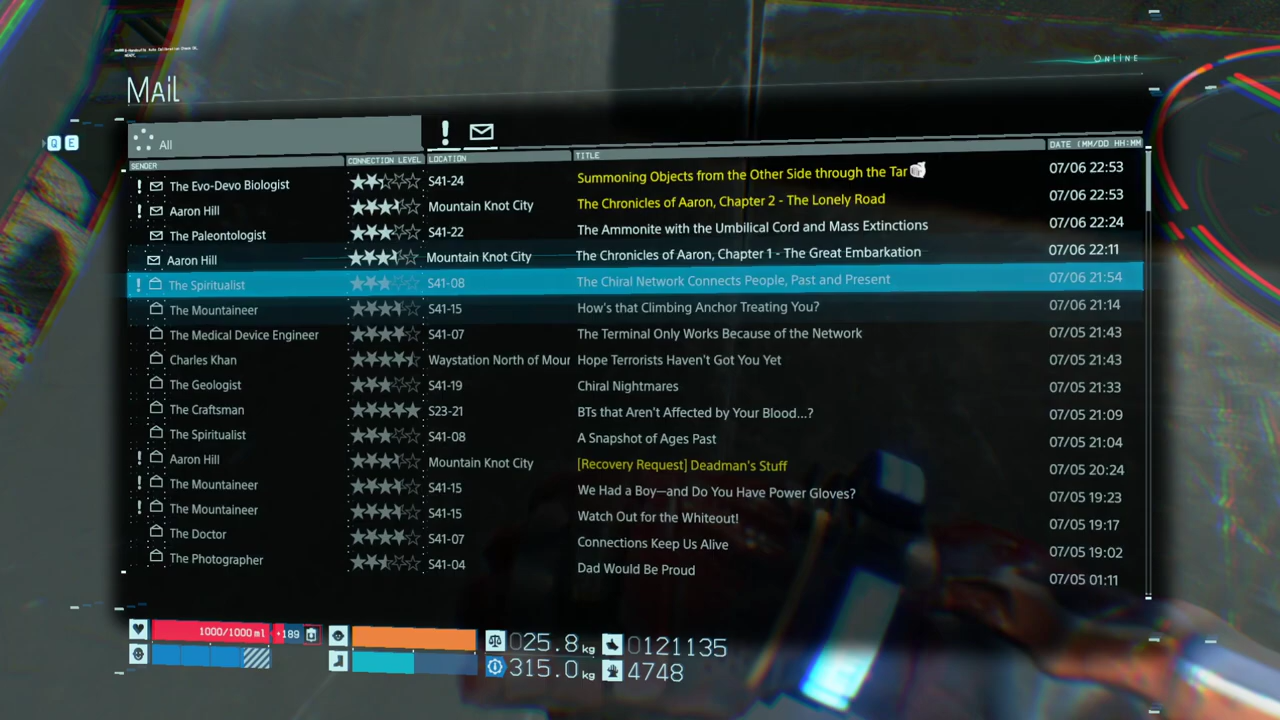 Online
Mail
Q E
All
SENDER CONNECTION LEVEL LOCATION TITLE DATE (MM/DD HH:MM
! The Evo-Devo Biologist S41-24 Summoning Objects from the Other Side through the Tar 07/06 22:53
! Aaron Hill Mountain Knot City The Chronicles of Aaron, Chapter 2 - The Lonely Road 07/06 22:53
The Paleontologist S41-22 The Ammonite with the Umbilical Cord and Mass Extinctions 07/06 22:24
Aaron Hill Mountain Knot City The Chronicles of Aaron, Chapter 1 - The Great Embarkation 07/06 22:11
! The Spiritualist S41-08 The Chiral Network Connects People, Past and Present 07/06 21:54
The Mountaineer S41-15 How's that Climbing Anchor Treating You? 07/06 21:14
The Medical Device Engineer S41-07 The Terminal Only Works Because of the Network 07/05 21:43
Charles Khan Waystation North of Mour Hope Terrorists Haven't Got You Yet 07/05 21:43
The Geologist S41-19 Chiral Nightmares 07/05 21:33
The Craftsman S23-21 BTs that Aren't Affected by Your Blood...? 07/05 21:09
The Spiritualist S41-08 A Snapshot of Ages Past 07/05 21:04
! Aaron Hill Mountain Knot City [Recovery Request] Deadman's Stuff 07/05 20:24
! The Mountaineer S41-15 We Had a Boy—and Do You Have Power Gloves? 07/05 19:23
! The Mountaineer S41-15 Watch Out for the Whiteout! 07/05 19:17
The Doctor S41-07 Connections Keep Us Alive 07/05 19:02
The Photographer S41-04 Dad Would Be Proud 07/05 01:11
1000/1000 ml +189 025.8 kg 0121135
315.0 kg 4748